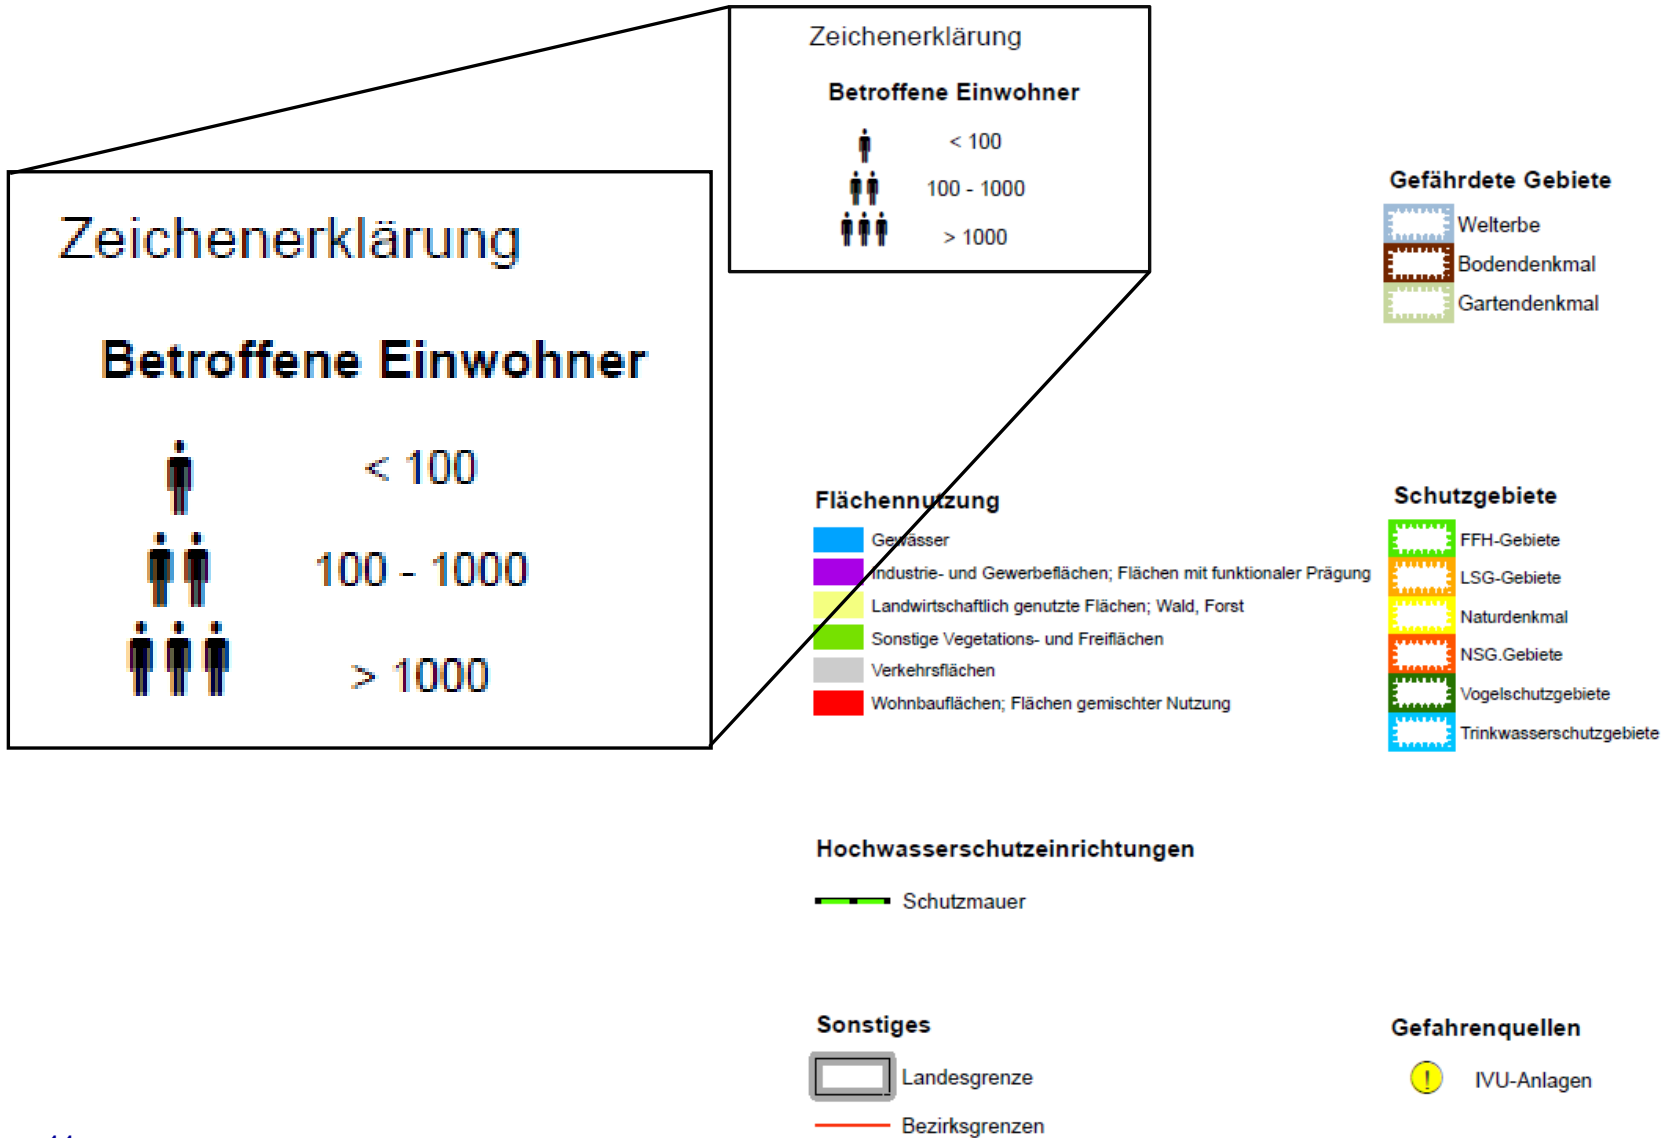 Zeichenerklärung
Betroffene Einwohner
< 100
100 - 1000
> 1000
Zeichenerklärung
Betroffene Einwohner
< 100
100 - 1000
> 1000
Gefährdete Gebiete
Welterbe
Bodendenkmal
Gartendenkmal
Flächennutzung
Gewässer
Industrie- und Gewerbeflächen; Flächen mit funktionaler Prägung
Landwirtschaftlich genutzte Flächen; Wald, Forst
Sonstige Vegetations- und Freiflächen
Verkehrsflächen
Wohnbauflächen; Flächen gemischter Nutzung
Schutzgebiete
FFH-Gebiete
LSG-Gebiete
Naturdenkmal
NSG.Gebiete
Vogelschutzgebiete
Trinkwasserschutzgebiete
Hochwasserschutzeinrichtungen
Schutzmauer
Sonstiges
Landesgrenze
Bezirksgrenzen
Gefahrenquellen
! IVU-Anlagen